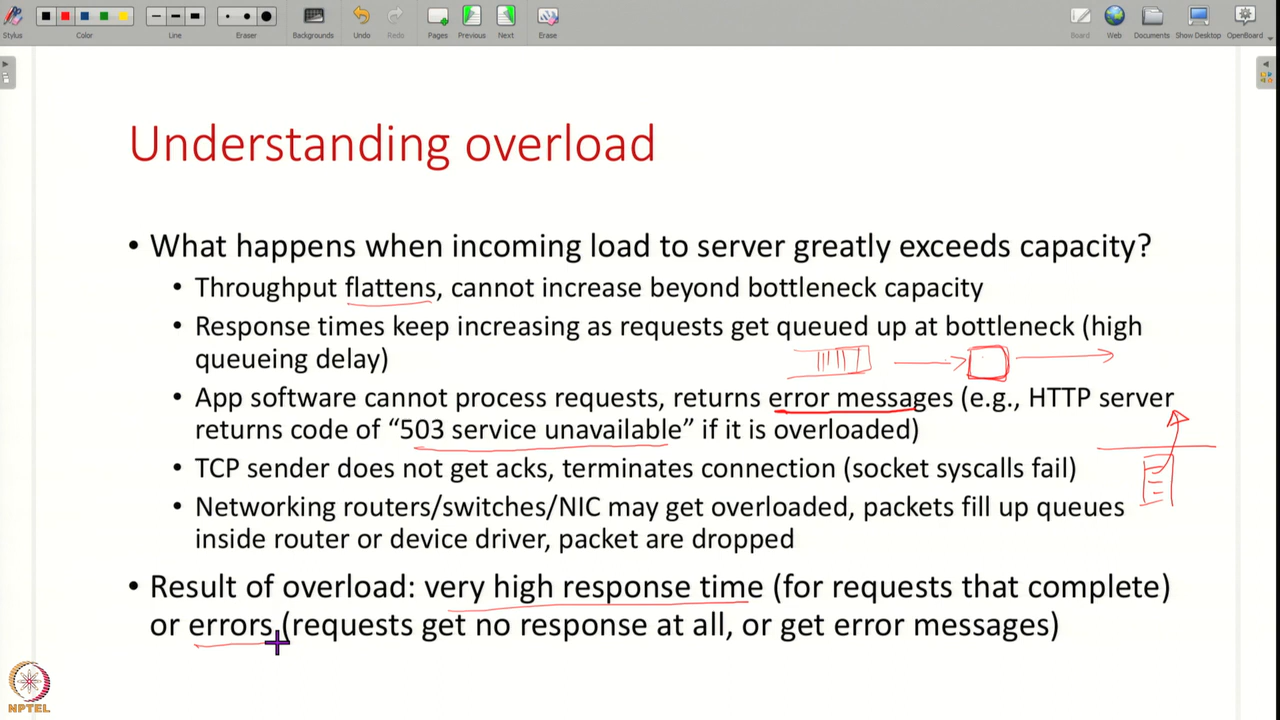 Stylus
Color
Line
Eraser
Backgrounds
Undo
Redo
Pages
Previous
Next
Erase
Board
Web
Documents
Show Desktop
OpenBoard
Understanding overload
• What happens when incoming load to server greatly exceeds capacity?
• Throughput flattens, cannot increase beyond bottleneck capacity
• Response times keep increasing as requests get queued up at bottleneck (high
queueing delay)
• App software cannot process requests, returns error messages (e.g., HTTP server
returns code of “503 service unavailable” if it is overloaded)
• TCP sender does not get acks, terminates connection (socket syscalls fail)
• Networking routers/switches/NIC may get overloaded, packets fill up queues
inside router or device driver, packet are dropped
• Result of overload: very high response time (for requests that complete)
or errors (requests get no response at all, or get error messages)
NPTEL